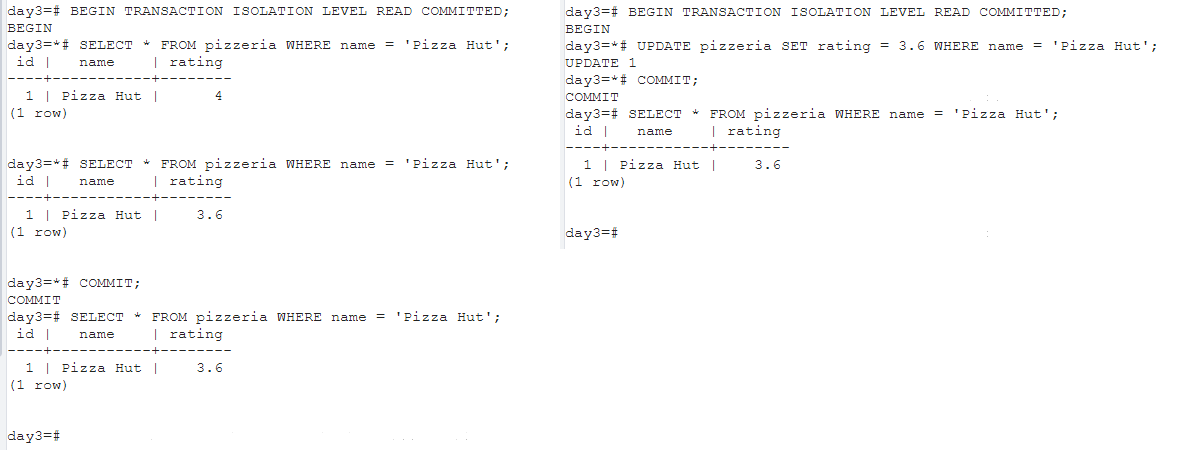 day3=# BEGIN TRANSACTION ISOLATION LEVEL READ COMMITTED;
BEGIN
day3=*# SELECT * FROM pizzeria WHERE name = 'Pizza Hut';
 id |   name    | rating
----+-----------+--------
  1 | Pizza Hut |      4
(1 row)
day3=*# SELECT * FROM pizzeria WHERE name = 'Pizza Hut';
 id |   name    | rating
----+-----------+--------
  1 | Pizza Hut |    3.6
(1 row)
day3=*# COMMIT;
COMMIT
day3=# SELECT * FROM pizzeria WHERE name = 'Pizza Hut';
 id |   name    | rating
----+-----------+--------
  1 | Pizza Hut |    3.6
(1 row)
day3=#
day3=# BEGIN TRANSACTION ISOLATION LEVEL READ COMMITTED;
BEGIN
day3=*# UPDATE pizzeria SET rating = 3.6 WHERE name = 'Pizza Hut';
UPDATE 1
day3=*# COMMIT;
COMMIT
day3=# SELECT * FROM pizzeria WHERE name = 'Pizza Hut';
 id |   name    | rating
----+-----------+--------
  1 | Pizza Hut |    3.6
(1 row)
day3=#